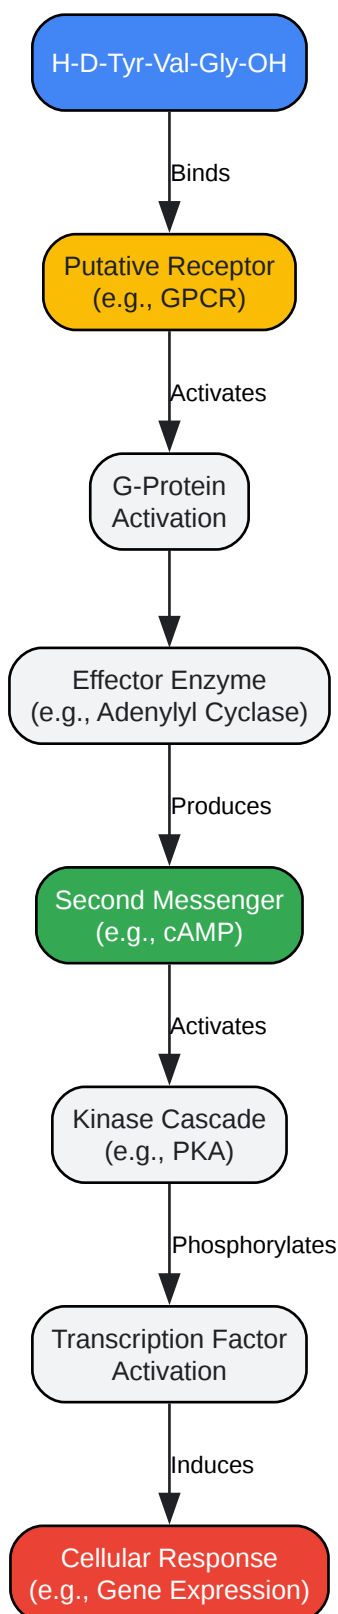 H-D-Tyr-Val-Gly-OH
Binds
Putative Receptor
(e.g., GPCR)
Activates
G-Protein
Activation
Effector Enzyme
(e.g., Adenylyl Cyclase)
Produces
Second Messenger
(e.g., cAMP)
Activates
Kinase Cascade
(e.g., PKA)
Phosphorylates
Transcription Factor
Activation
Induces
Cellular Response
(e.g., Gene Expression)